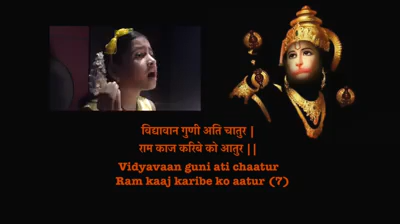 विद्यावान गुणी अति चातुर |
राम काज करिबे को आतुर ||
Vidyavaan guni ati chaatur
Ram kaaj karibe ko aatur (7)